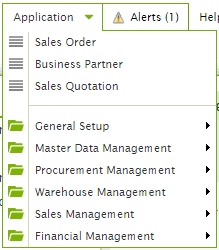 Application Alerts (1) Help
Sales Order
Business Partner
Sales Quotation
General Setup
Master Data Management
Procurement Management
Warehouse Management
Sales Management
Financial Management